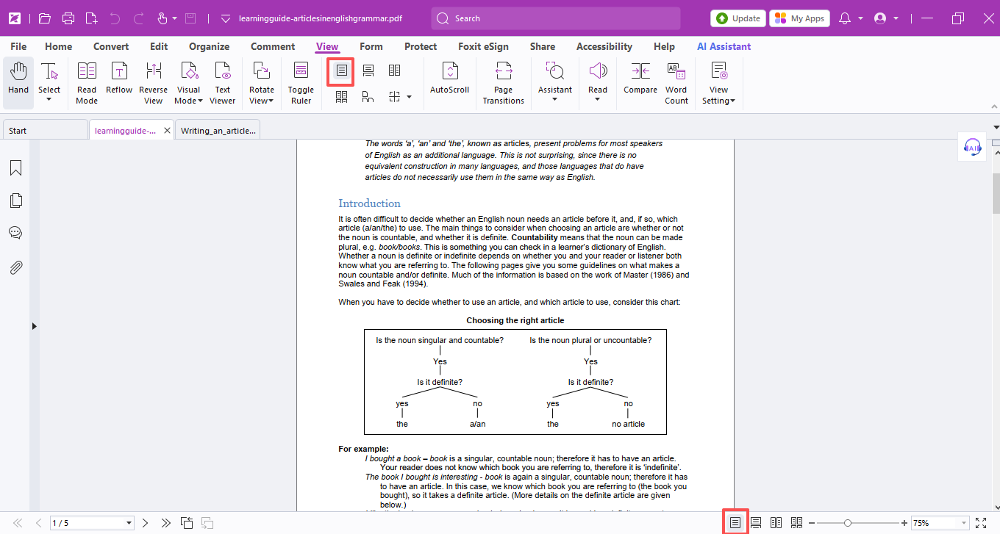 learningguide-articlesinenglishgrammar.pdf
Search
Update
My Apps
File Home Convert Edit Organize Comment View Form Protect Foxit eSign Share Accessibility Help AI Assistant
Hand
Select
Read Mode
Reflow
Reverse View
Visual Mode
Text Viewer
Rotate View
Toggle Ruler
AutoScroll
Page Transitions
Assistant
Read
Compare
Word Count
View Setting
Start
learningguide-...
Writing_an_article...
The words ‘a’, ‘an’ and ‘the’, known as articles, present problems for most speakers
of English as an additional language. This is not surprising, since there is no
equivalent construction in many languages, and those languages that do have
articles do not necessarily use them in the same way as English.
Introduction
It is often difficult to decide whether an English noun needs an article before it, and, if so, which
article (a/an/the) to use. The main things to consider when choosing an article are whether or not
the noun is countable, and whether it is definite. Countability means that the noun can be made
plural, e.g. book/books. This is something you can check in a learner’s dictionary of English.
Whether a noun is definite or indefinite depends on whether you and your reader or listener both
know what you are referring to. The following pages give you some guidelines on what makes a
noun countable and/or definite. Much of the information is based on the work of Master (1986) and
Swales and Feak (1994).
When you have to decide whether to use an article, and which article to use, consider this chart:
Choosing the right article
Is the noun singular and countable? Is the noun plural or uncountable?
Yes Yes
Is it definite? Is it definite?
yes no yes no
the a/an the no article
For example:
I bought a book – book is a singular, countable noun; therefore it has to have an article.
Your reader does not know which book you are referring to, therefore it is ‘indefinite’.
The book I bought is interesting - book is again a singular, countable noun; therefore it has
to have an article. In this case, we know which book you are referring to (the book you
bought), so it takes a definite article. (More details on the definite article are given
below.)
1 / 5
75%